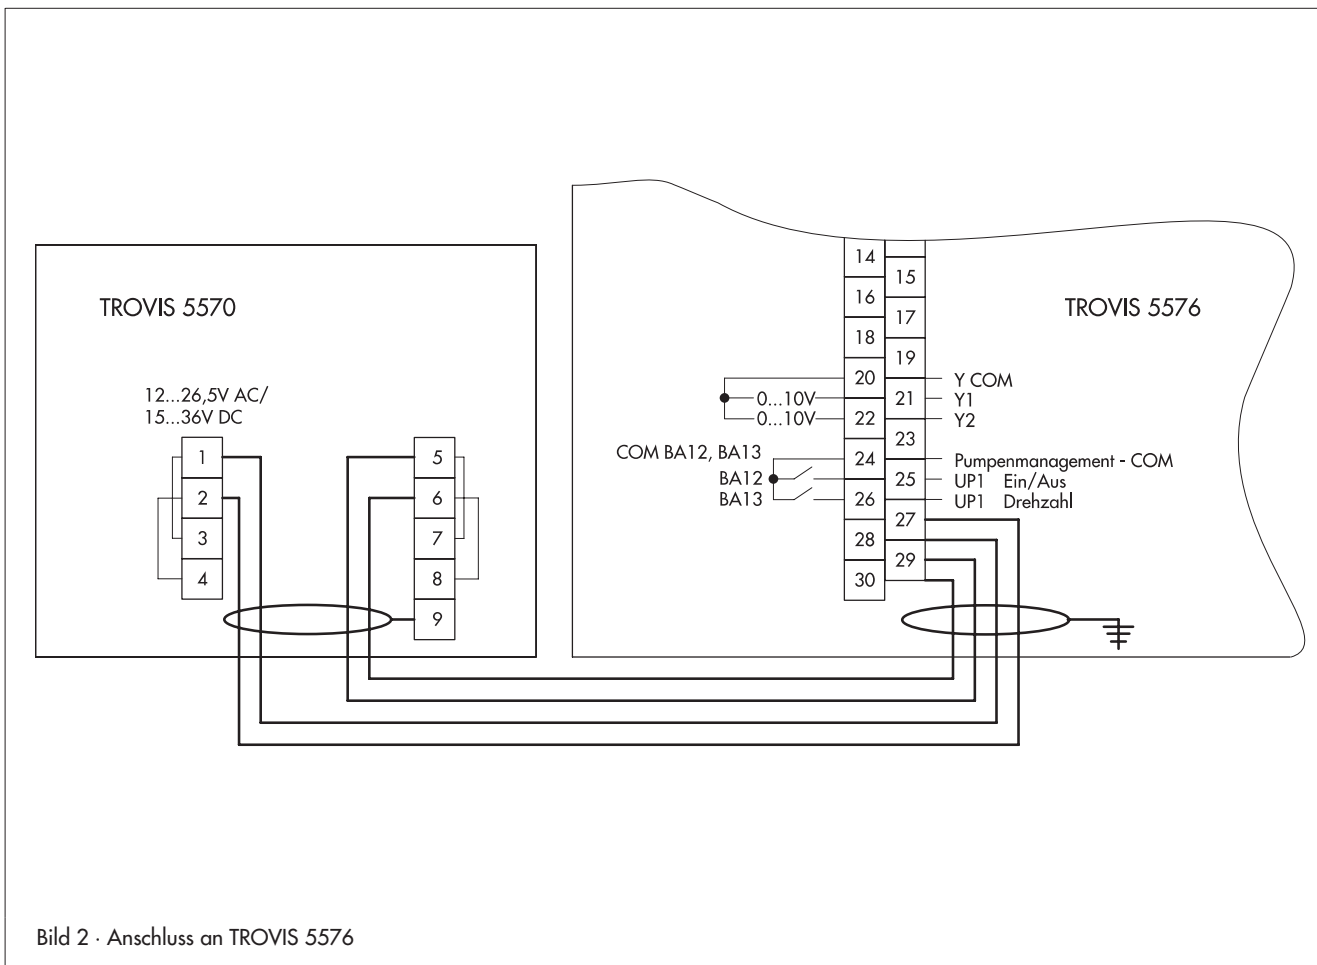 TROVIS 5570
12...26,5V AC/
15...36V DC
1
2
3
4
5
6
7
8
9
TROVIS 5576
14
15
16
17
18
19
20
21
22
23
24
25
26
27
28
29
30
0...10V
0...10V
Y COM
Y1
Y2
COM BA12, BA13
BA12
BA13
Pumpenmanagement - COM
UP1 Ein/Aus
UP1 Drehzahl
Bild 2 · Anschluss an TROVIS 5576